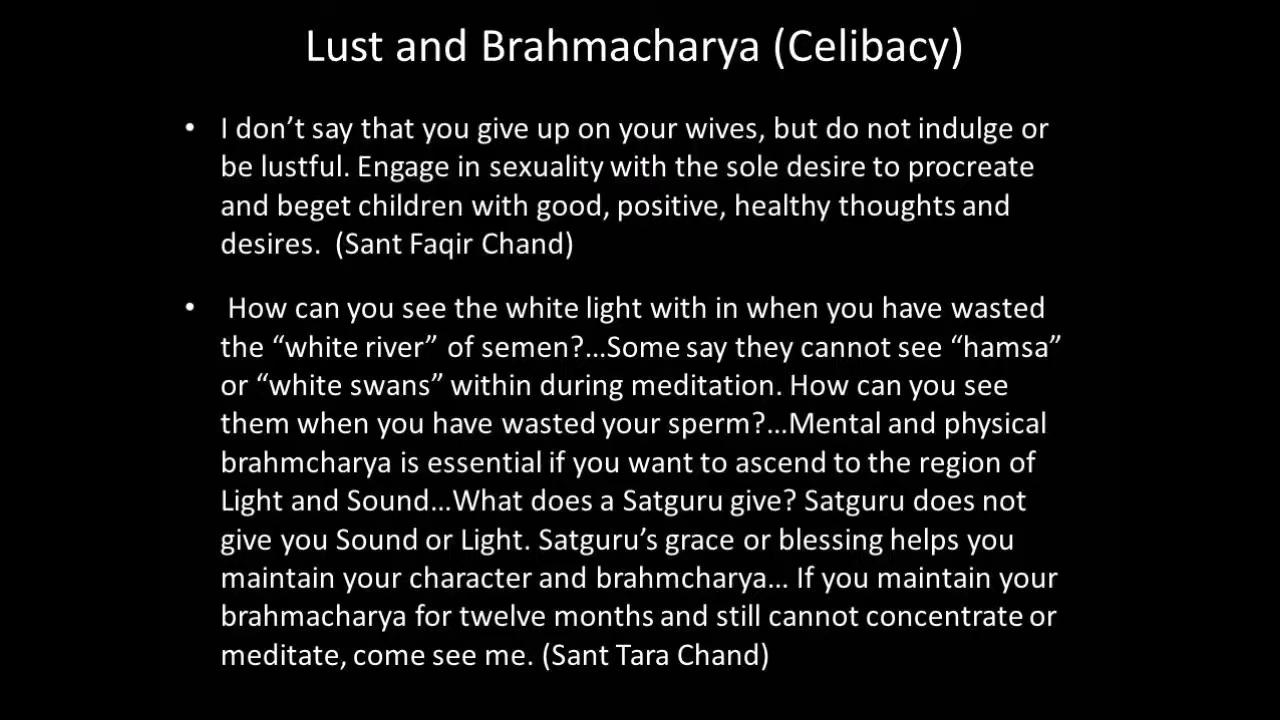 Lust and Brahmacharya (Celibacy)
• I don’t say that you give up on your wives, but do not indulge or
be lustful. Engage in sexuality with the sole desire to procreate
and beget children with good, positive, healthy thoughts and
desires.  (Sant Faqir Chand)
•  How can you see the white light with in when you have wasted
the “white river” of semen?...Some say they cannot see “hamsa”
or “white swans” within during meditation. How can you see
them when you have wasted your sperm?...Mental and physical
brahmcharya is essential if you want to ascend to the region of
Light and Sound...What does a Satguru give? Satguru does not
give you Sound or Light. Satguru’s grace or blessing helps you
maintain your character and brahmcharya... If you maintain your
brahmacharya for twelve months and still cannot concentrate or
meditate, come see me. (Sant Tara Chand)